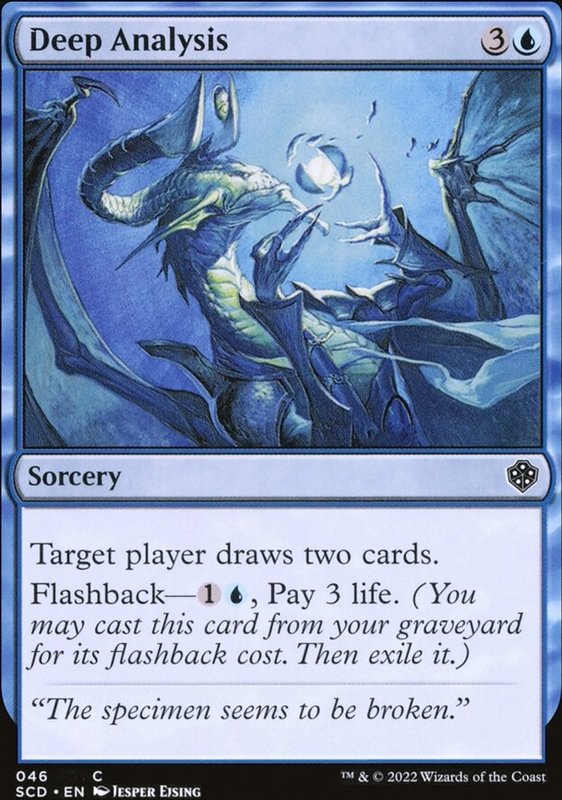 Deep Analysis 3
Sorcery
Target player draws two cards.
Flashback—1, Pay 3 life. (You
may cast this card from your graveyard
for its flashback cost. Then exile it.)
“The specimen seems to be broken.”
046 C
SCD • EN Jesper Ejsing
™ & © 2022 Wizards of the Coast